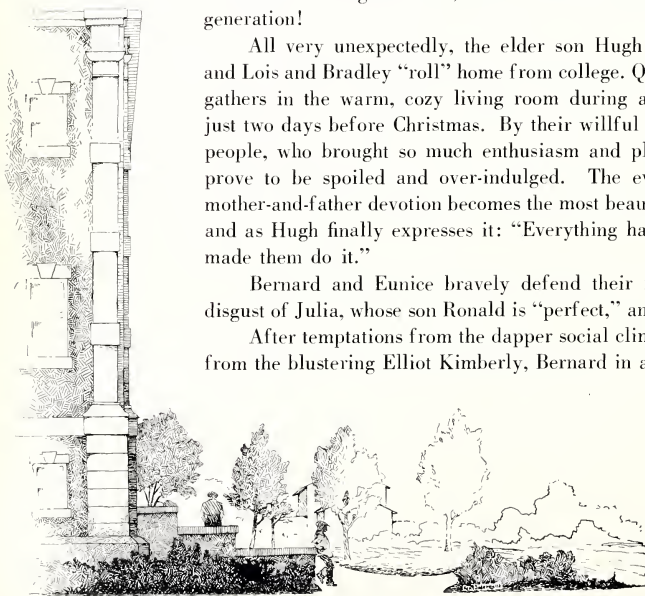 generation!
All very unexpectedly, the elder son Hugh
and Lois and Bradley “roll” home from college. Q
gathers in the warm, cozy living room during a
just two days before Christmas. By their willful
people, who brought so much enthusiasm and pl
prove to be spoiled and over-indulged. The ev
mother-and-father devotion becomes the most beau
and as Hugh finally expresses it: “Everything ha
made them do it.”
Bernard and Eunice bravely defend their
disgust of Julia, whose son Ronald is “perfect,” an
After temptations from the dapper social clim
from the blustering Elliot Kimberly, Bernard in a